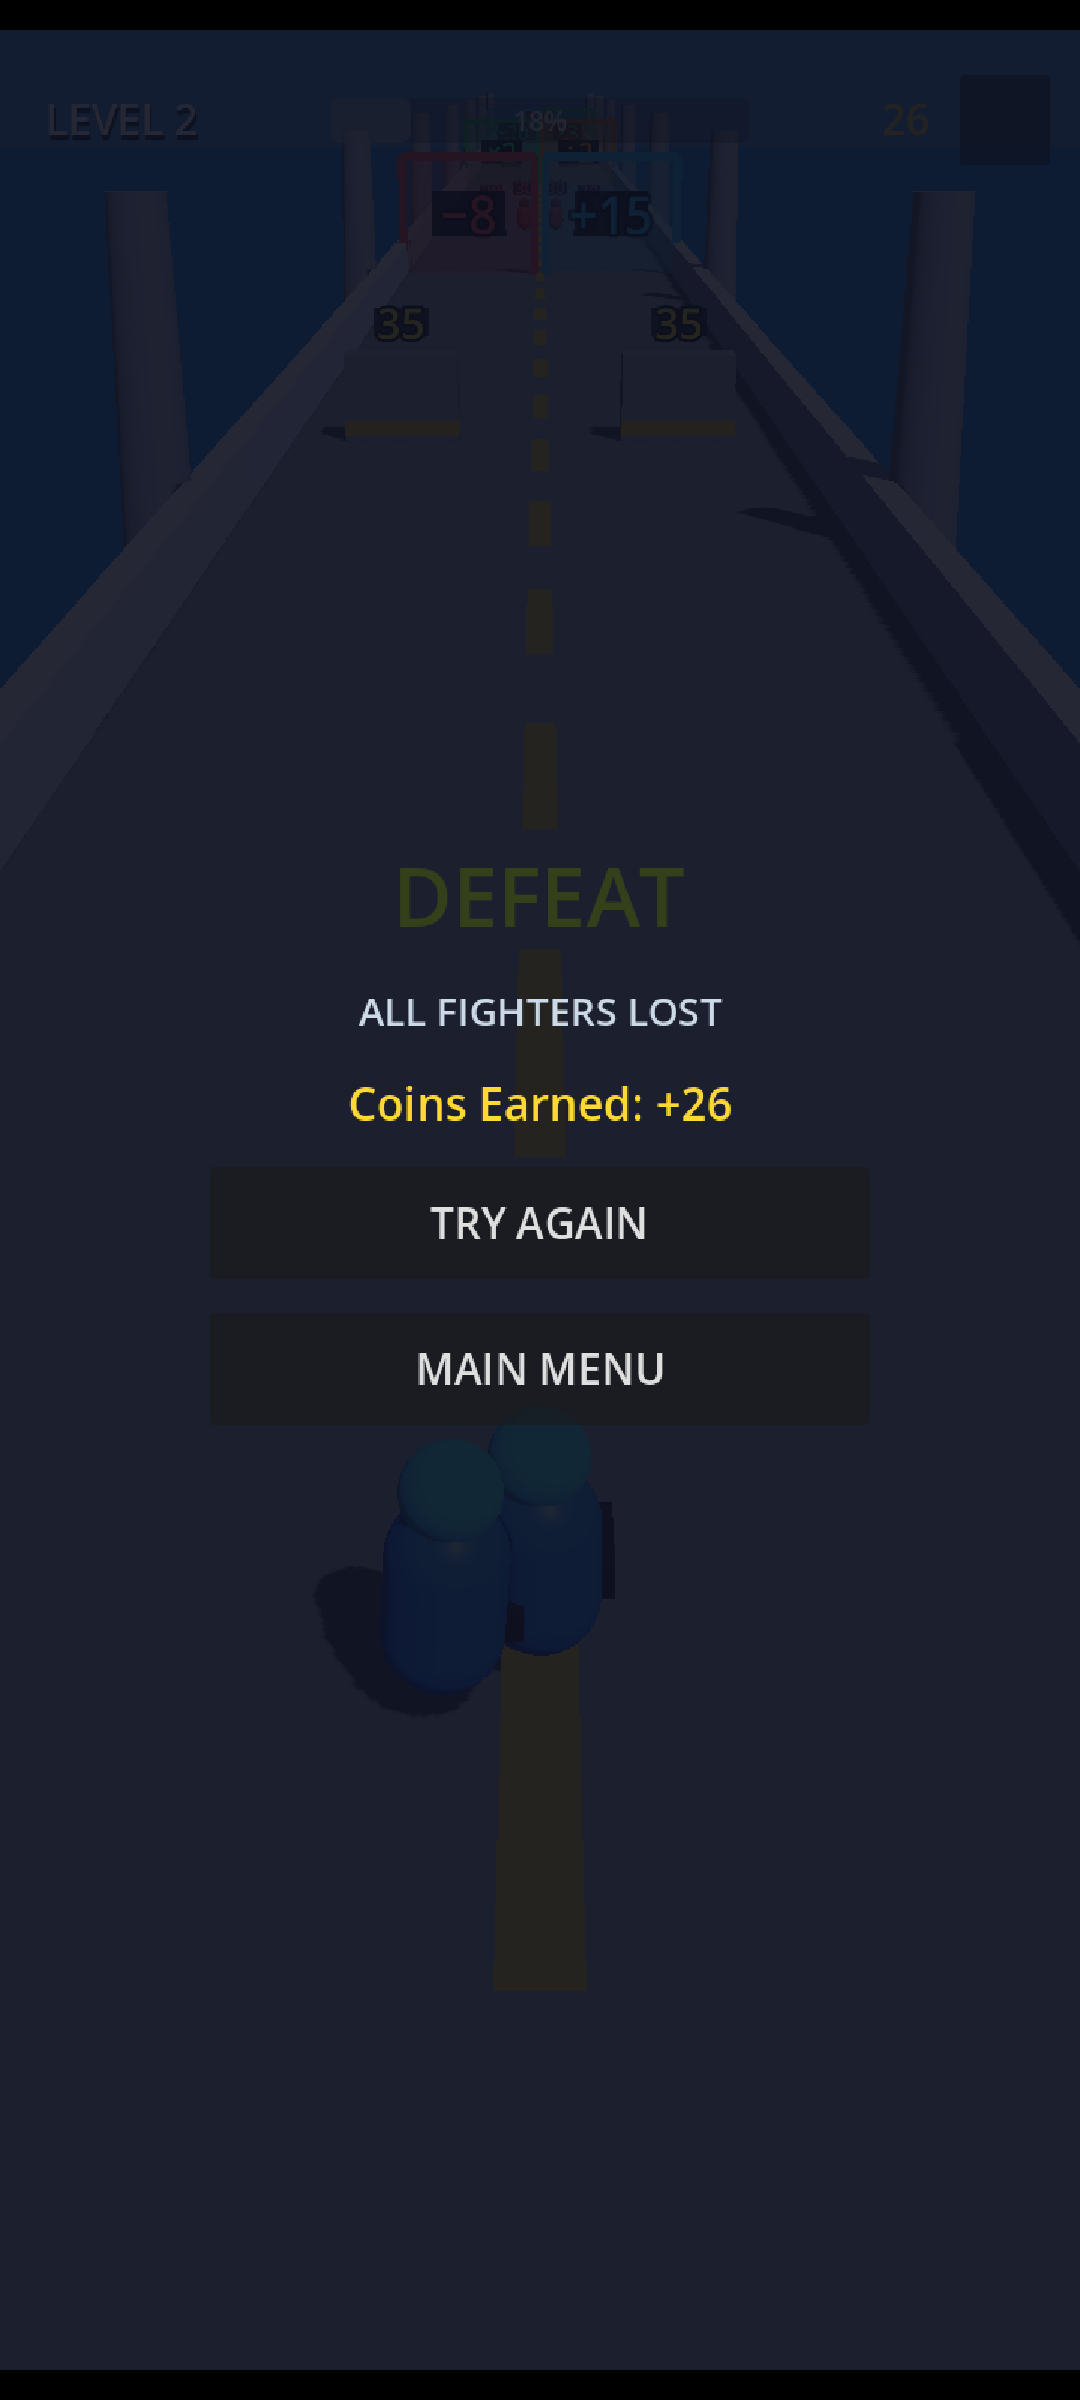 LEVEL 2
18%
26
−8
+15
35
35
DEFEAT
ALL FIGHTERS LOST
Coins Earned: +26
TRY AGAIN
MAIN MENU